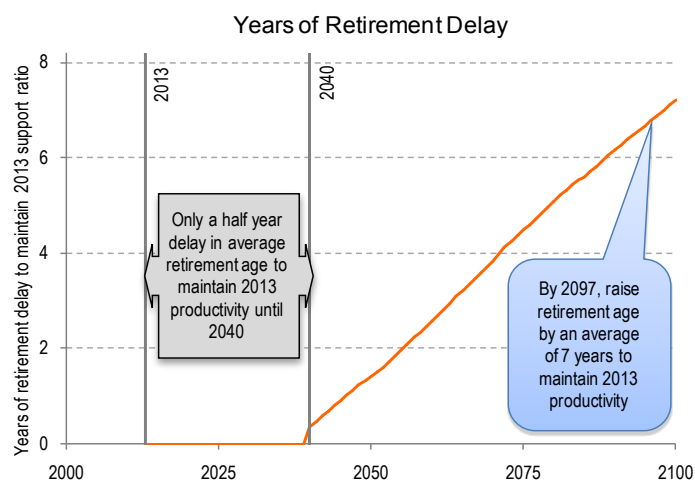 Years of Retirement Delay
Years of retirement delay to maintain 2013 support ratio
8
6
4
2
0
2013
2040
Only a half year
delay in average
retirement age to
maintain 2013
productivity until
2040
By 2097, raise
retirement age
by an average
of 7 years to
maintain 2013
productivity
2000
2025
2050
2075
2100